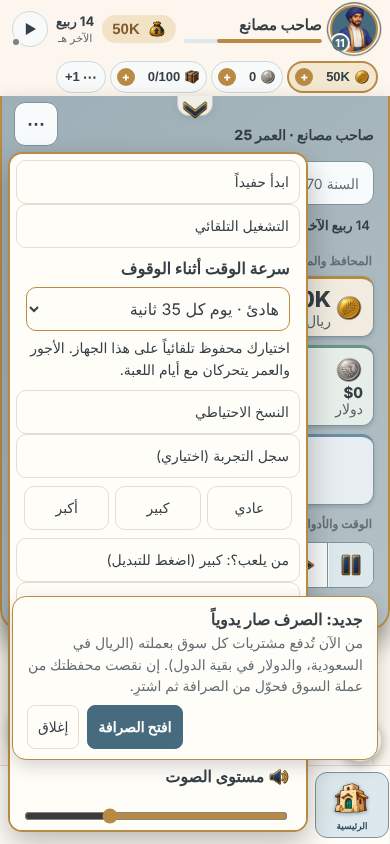 صاحب مصانع
11
50K
14 ربيع
الآخر هـ
50K +
0 +
0/100 +
+1 ⋯
⋯
صاحب مصانع · العمر 25
السنة 70
14 ربيع الآخر
المحافظ والم
ريال
$0
دولار
الوقت والأدوا
ابدأ حفيداً
التشغيل التلقائي
سرعة الوقت أثناء الوقوف
هادئ · يوم كل 35 ثانية
اختيارك محفوظ تلقائياً على هذا الجهاز. الأجور
والعمر يتحركان مع أيام اللعبة.
النسخ الاحتياطي
سجل التجربة (اختياري)
عادي
كبير
أكبر
من يلعب؟: كبير (اضغط للتبديل)
جديد: الصرف صار يدوياً
من الآن تُدفع مشتريات كل سوق بعملته (الريال في
السعودية، والدولار في بقية الدول). إن نقصت محفظتك من
عملة السوق فحوّل من الصرافة ثم اشترِ.
افتح الصرافة
إغلاق
🔊 مستوى الصوت
الرئيسية